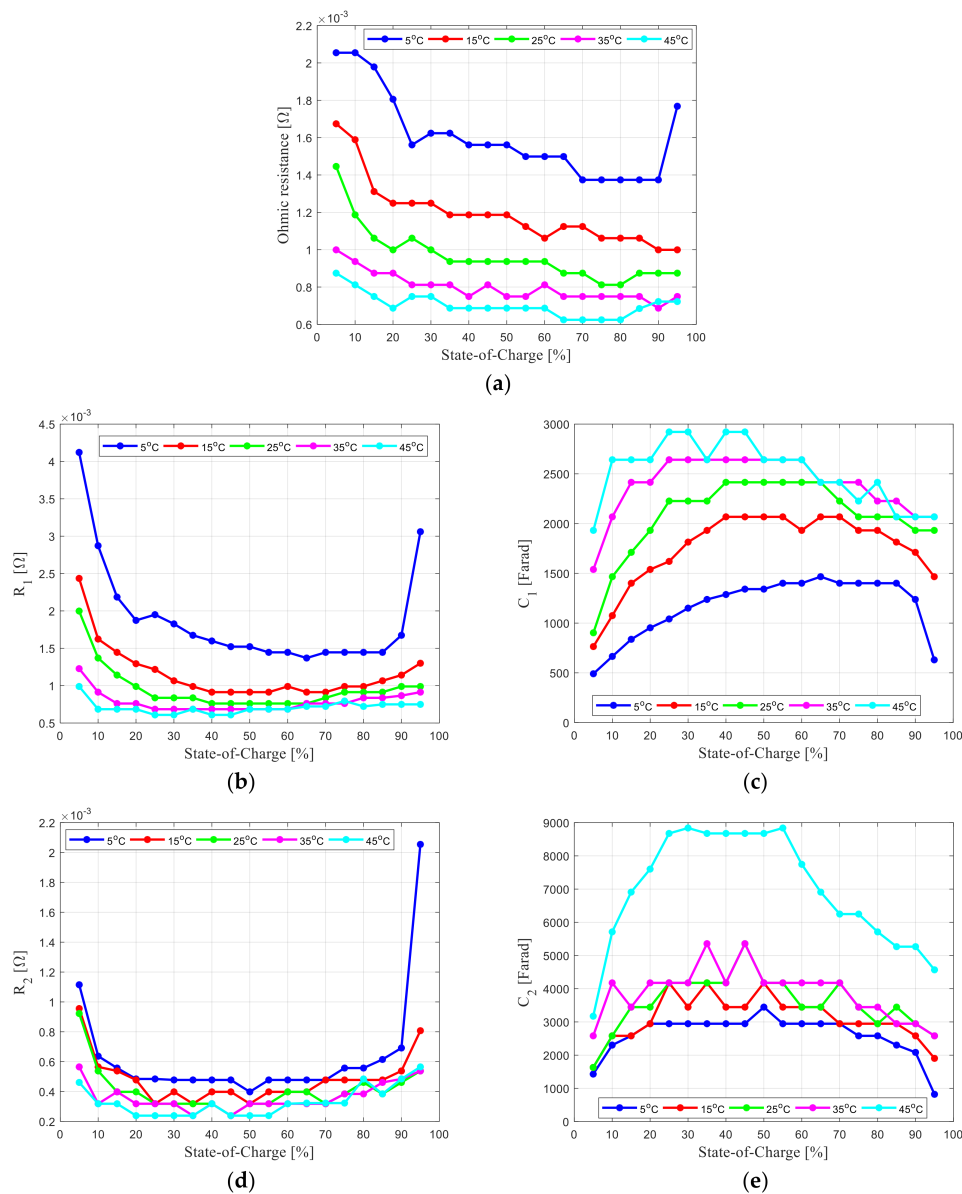 ×10⁻³
2.2
2
1.8
1.6
1.4
1.2
1
0.8
0.6
5°C 15°C 25°C 35°C 45°C
Ohmic resistance [Ω]
0 10 20 30 40 50 60 70 80 90 100
State-of-Charge [%]
(a)
×10⁻³
4.5
4
3.5
3
2.5
2
1.5
1
0.5
5°C 15°C 25°C 35°C 45°C
R₁ [Ω]
0 10 20 30 40 50 60 70 80 90 100
State-of-Charge [%]
(b)
3000
2500
2000
1500
1000
500
0
C₁ [Farad]
5°C 15°C 25°C 35°C 45°C
0 10 20 30 40 50 60 70 80 90 100
State-of-Charge [%]
(c)
×10⁻³
2.2
2
1.8
1.6
1.4
1.2
1
0.8
0.6
0.4
0.2
5°C 15°C 25°C 35°C 45°C
R₂ [Ω]
0 10 20 30 40 50 60 70 80 90 100
State-of-Charge [%]
(d)
9000
8000
7000
6000
5000
4000
3000
2000
1000
0
C₂ [Farad]
5°C 15°C 25°C 35°C 45°C
0 10 20 30 40 50 60 70 80 90 100
State-of-Charge [%]
(e)